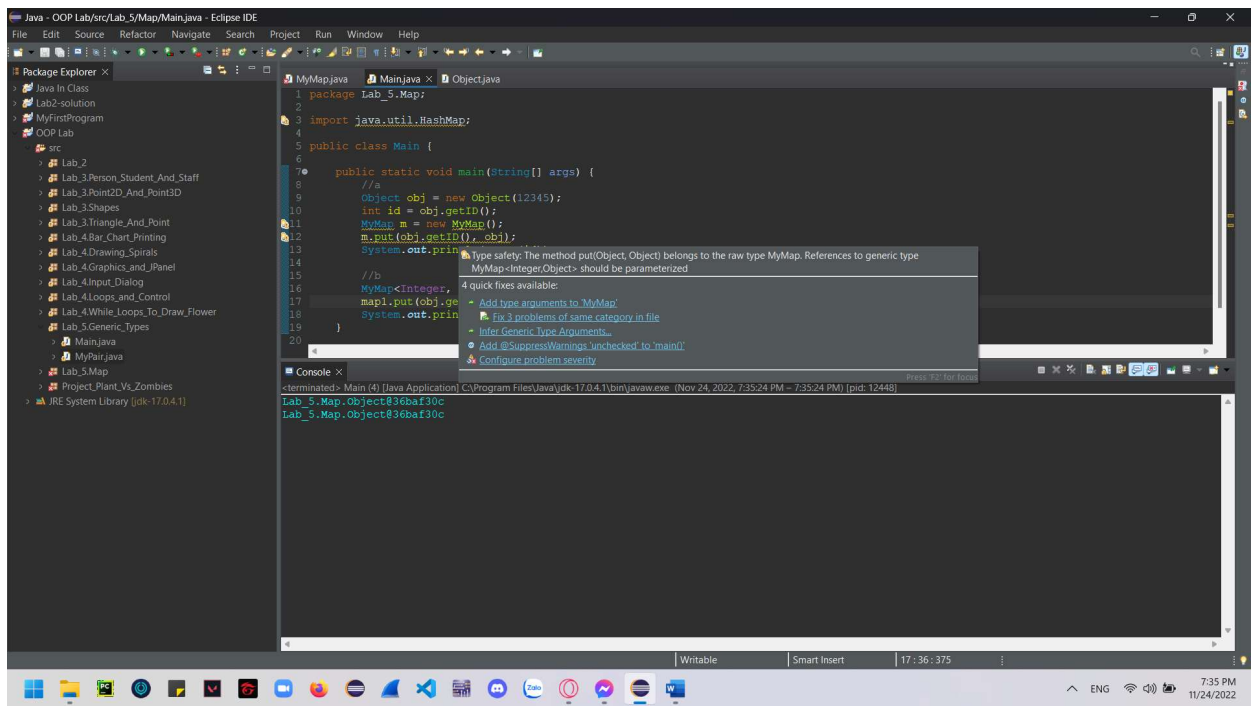 Java - OOP Lab/src/Lab_5/Map/Main.java - Eclipse IDE
File Edit Source Refactor Navigate Search Project Run Window Help
Package Explorer
Java In Class
Lab2-solution
MyFirstProgram
OOP Lab
src
Lab_2
Lab_3.Person_Student_And_Staff
Lab_3.Point2D_And_Point3D
Lab_3.Shapes
Lab_3.Triangle_And_Point
Lab_4.Bar_Chart_Printing
Lab_4.Drawing_Spirals
Lab_4.Graphics_and_JPanel
Lab_4.Input_Dialog
Lab_4.Loops_and_Control
Lab_4.While_Loops_To_Draw_Flower
Lab_5.Generic_Types
Main.java
MyPair.java
Lab_5.Map
Project_Plant_Vs_Zombies
JRE System Library [jdk-17.0.4.1]
MyMap.java Main.java Object.java
1 package Lab_5.Map;
2
3 import java.util.HashMap;
4
5 public class Main {
6
7 public static void main(String[] args) {
8 //a
9 Object obj = new Object(12345);
10 int id = obj.getID();
11 MyMap m = new MyMap();
12 m.put(obj.getID(), obj);
13 System.out.prin
14
15 //b
16 MyMap<Integer,
17 map1.put(obj.ge
18 System.out.prin
19 }
20
Type safety: The method put(Object, Object) belongs to the raw type MyMap. References to generic type
MyMap<Integer,Object> should be parameterized
4 quick fixes available:
Add type arguments to 'MyMap'
Fix 3 problems of same category in file
Infer Generic Type Arguments...
Add @SuppressWarnings 'unchecked' to 'main()'
Configure problem severity
Press 'F2' for focus
Console
<terminated> Main (4) [Java Application] C:\Program Files\Java\jdk-17.0.4.1\bin\javaw.exe (Nov 24, 2022, 7:35:24 PM – 7:35:24 PM) [pid: 12448]
Lab_5.Map.Object@36baf30c
Lab_5.Map.Object@36baf30c
Writable Smart Insert 17 : 36 : 375
PC
Zalo
W
ENG
7:35 PM
11/24/2022